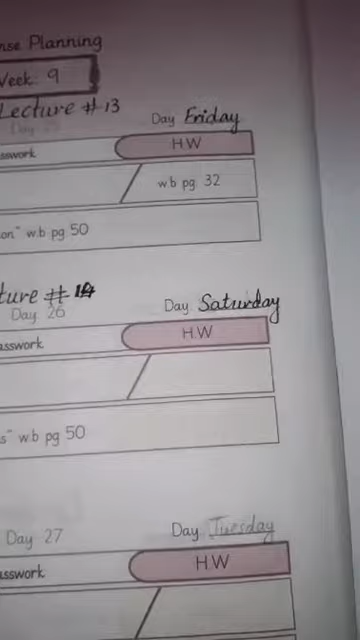 nse Planning
Week 9
Lecture # 13
Day Friday
asswork
H.W
w.b pg 32
on" w.b pg 50
ture # 14
Day 26
Day Saturday
asswork
H.W
s" w.b pg 50
Day 27
Day Tuesday
asswork
H.W